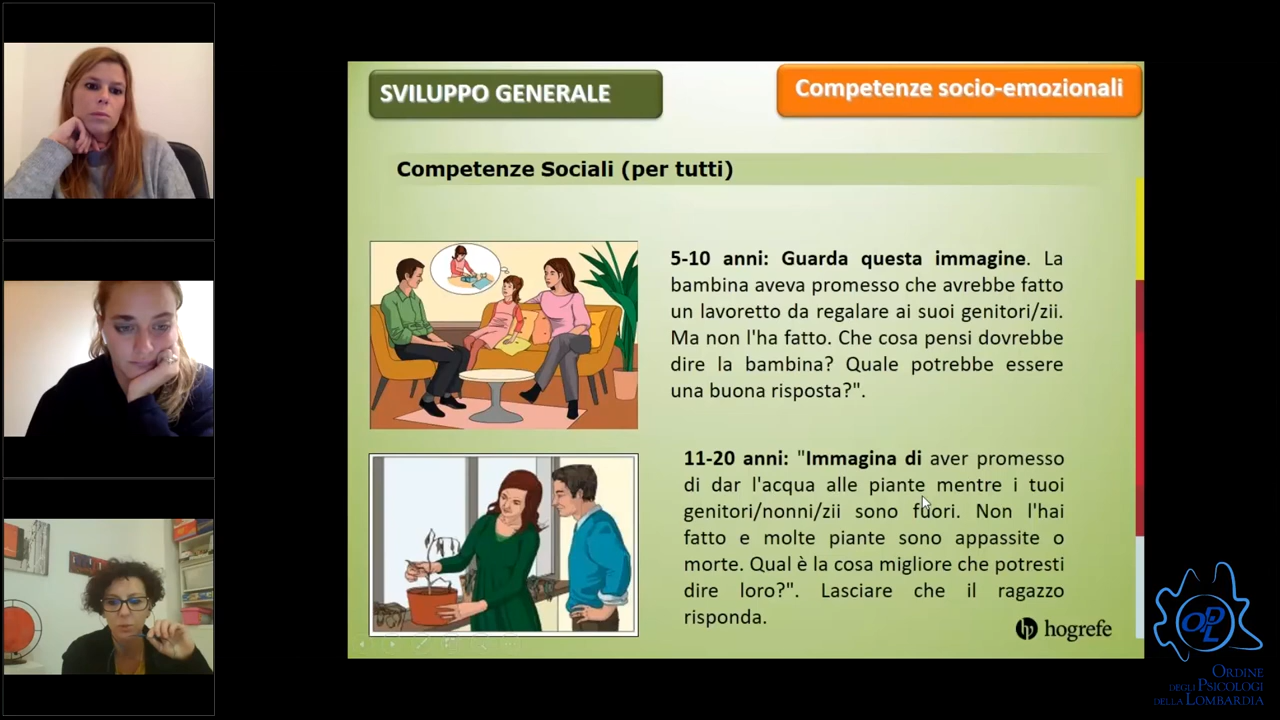 SVILUPPO GENERALE
Competenze socio-emozionali
Competenze Sociali (per tutti)
5-10 anni: Guarda questa immagine. La
bambina aveva promesso che avrebbe fatto
un lavoretto da regalare ai suoi genitori/zii.
Ma non l'ha fatto. Che cosa pensi dovrebbe
dire la bambina? Quale potrebbe essere
una buona risposta?".
11-20 anni: "Immagina di aver promesso
di dar l'acqua alle piante mentre i tuoi
genitori/nonni/zii sono fuori. Non l'hai
fatto e molte piante sono appassite o
morte. Qual è la cosa migliore che potresti
dire loro?". Lasciare che il ragazzo
risponda.
hogrefe
OPL
ORDINE
DEGLI PSICOLOGI
DELLA LOMBARDIA